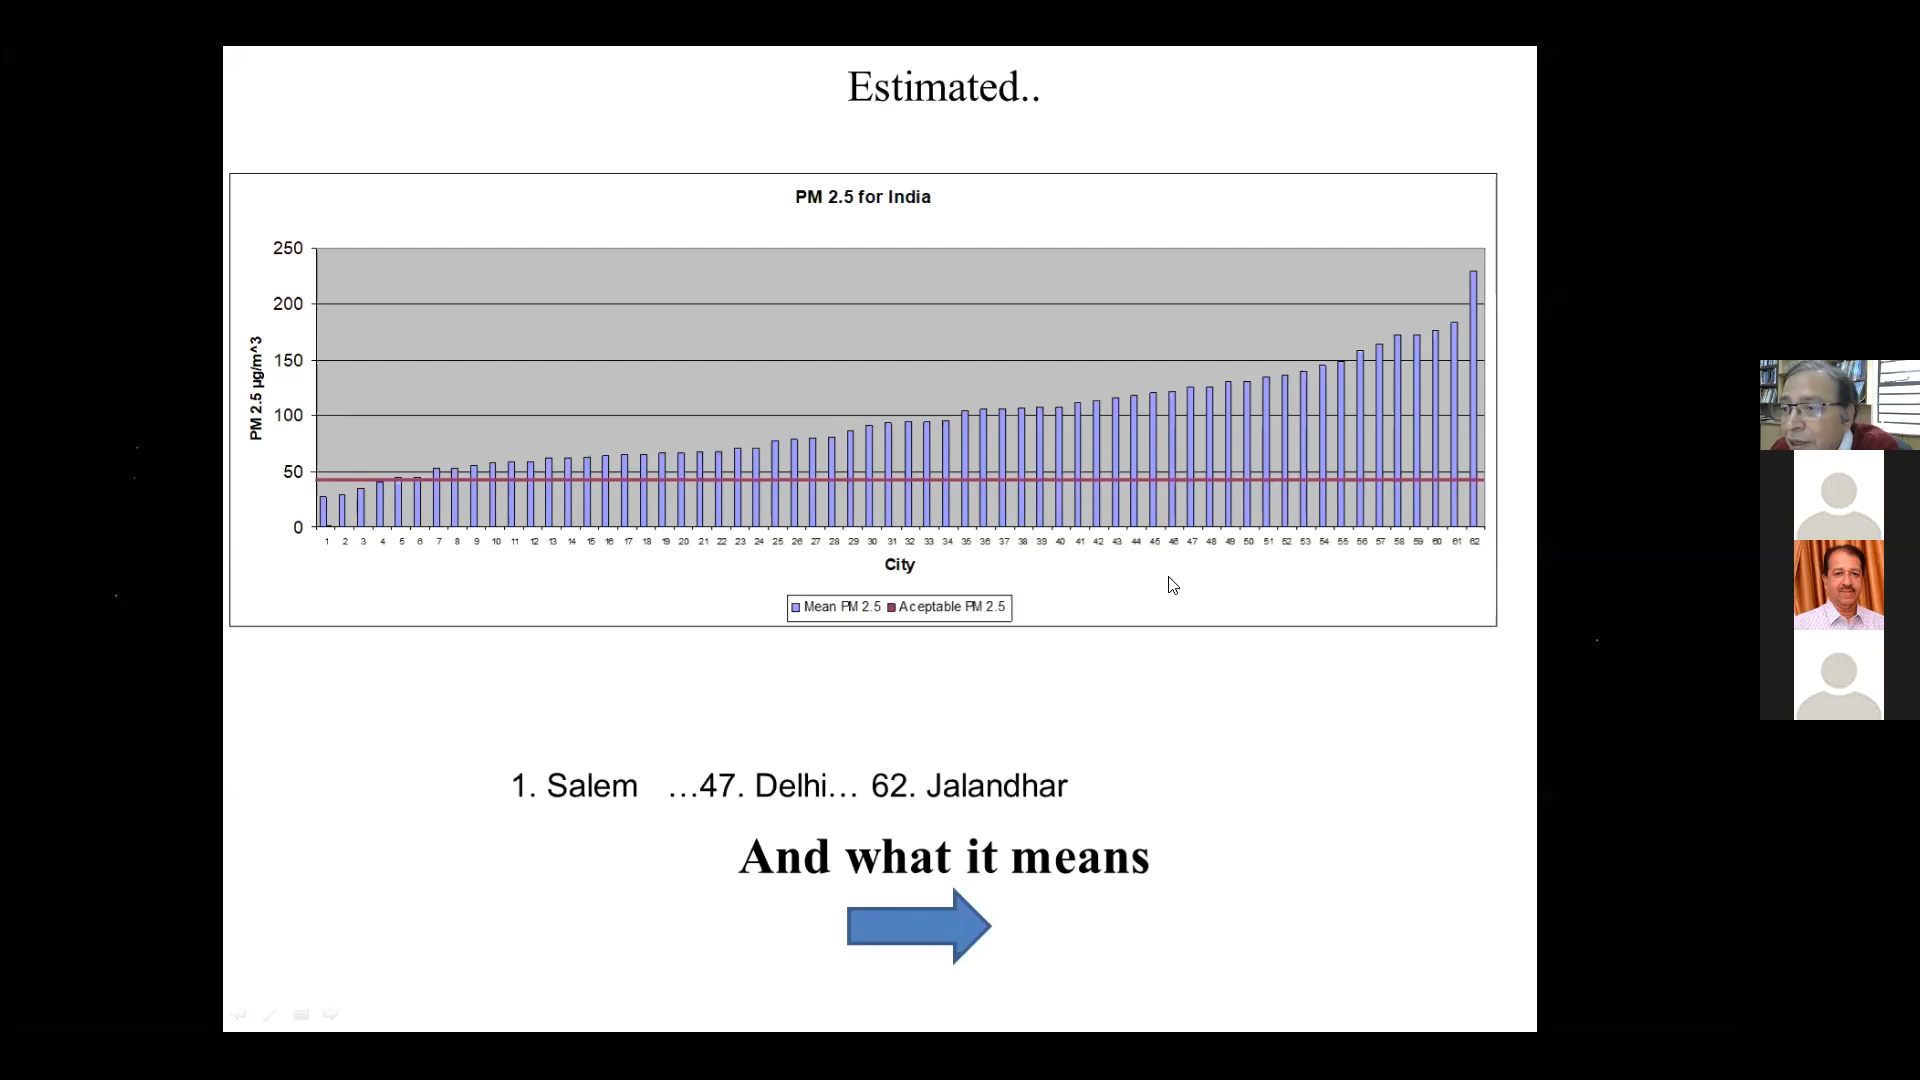 Estimated..
PM 2.5 for India
250
200
150
100
50
0
PM 2.5 µg/m^3
1 2 3 4 5 6 7 8 9 10 11 12 13 14 15 16 17 18 19 20 21 22 23 24 25 26 27 28 29 30 31 32 33 34 35 36 37 38 39 40 41 42 43 44 45 46 47 48 49 50 51 52 53 54 55 56 57 58 59 60 61 62
City
Mean PM 2.5 Aceptable PM 2.5
1. Salem …47. Delhi… 62. Jalandhar
And what it means